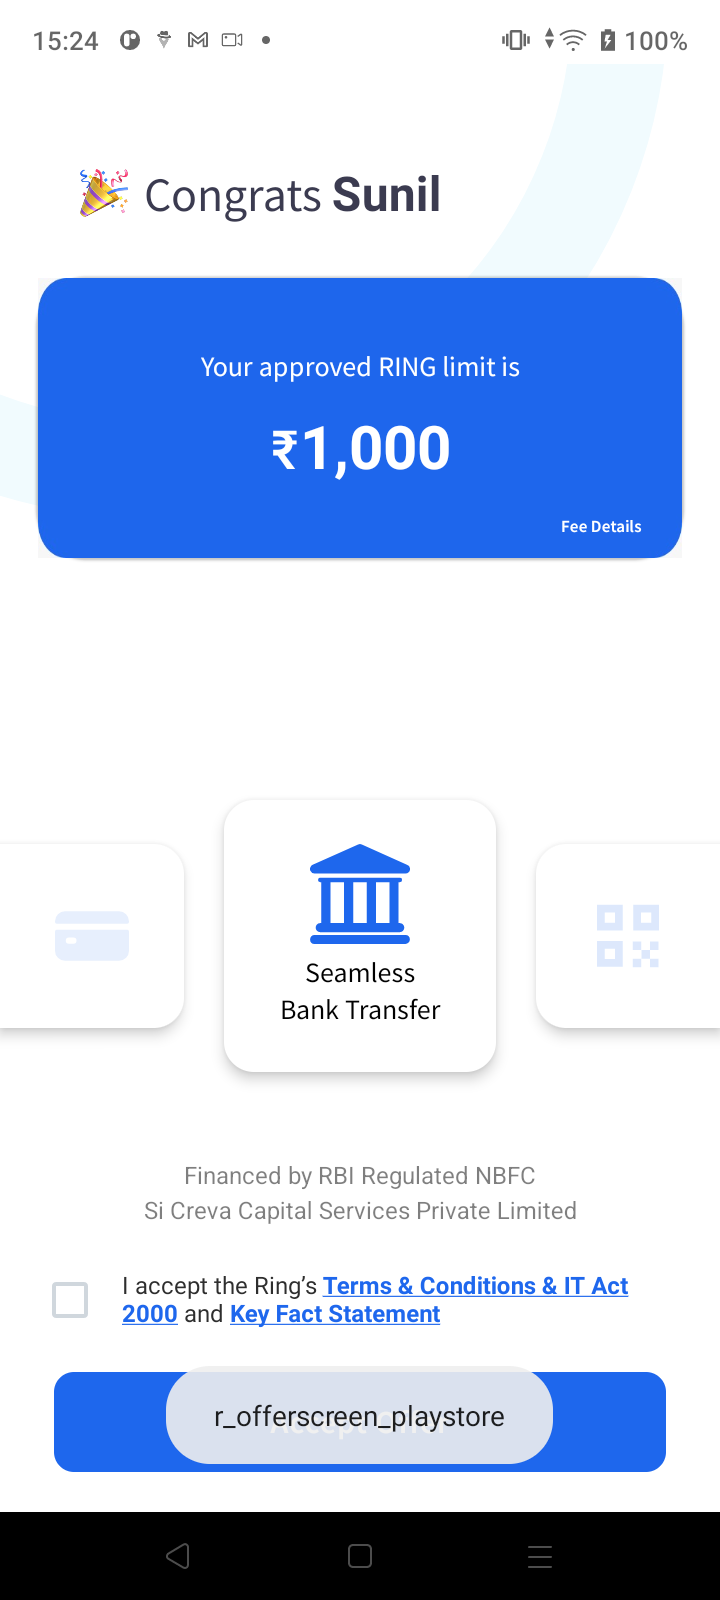 15:24
100%
Congrats Sunil
Your approved RING limit is
₹1,000
Fee Details
Seamless
Bank Transfer
Financed by RBI Regulated NBFC
Si Creva Capital Services Private Limited
I accept the Ring’s Terms & Conditions & IT Act
2000 and Key Fact Statement
r_offerscreen_playstore